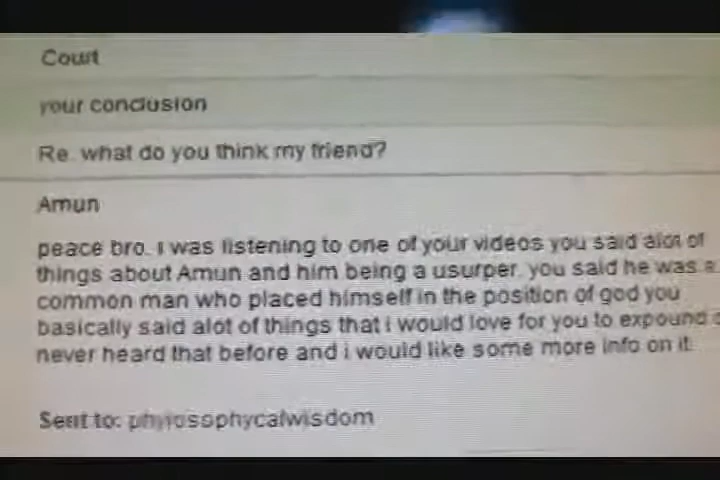 Court
your conclusion
Re what do you think my friend?
Amun
peace bro. i was listening to one of your videos you said alot of
things about Amun and him being a usurper. you said he was a
common man who placed himself in the position of god you
basically said alot of things that i would love for you to expound
never heard that before and i would like some more info on it.
Sent to: phylosophycalwisdom